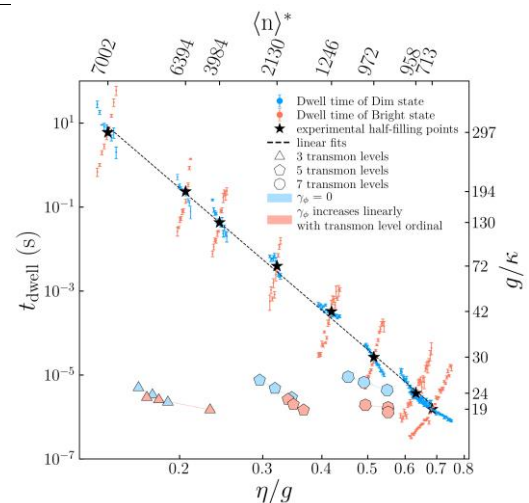 ⟨n⟩*
7002 6394 3984 2130 1246 972 958 713
Dwell time of Dim state
Dwell time of Bright state
experimental half-filling points
linear fits
3 transmon levels
5 transmon levels
7 transmon levels
γϕ = 0
γϕ increases linearly
with transmon level ordinal
10¹
10⁻¹
10⁻³
10⁻⁵
10⁻⁷
t_dwell (s)
297
194
130
72
42
30
24
19
g/κ
0.2 0.3 0.4 0.5 0.6 0.7 0.8
η/g